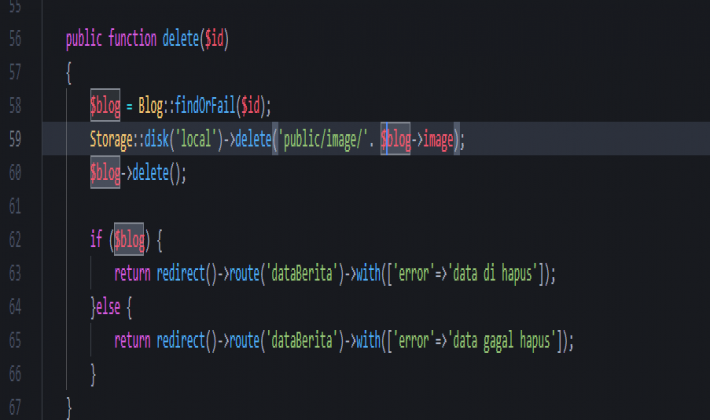 55
56 public function delete($id)
57 {
58 $blog = Blog::findOrFail($id);
59 Storage::disk('local')->delete('public/image/'. $blog->image);
60 $blog->delete();
61
62 if ($blog) {
63 return redirect()->route('dataBerita')->with(['error'=>'data di hapus']);
64 }else {
65 return redirect()->route('dataBerita')->with(['error'=>'data gagal hapus']);
66 }
67 }